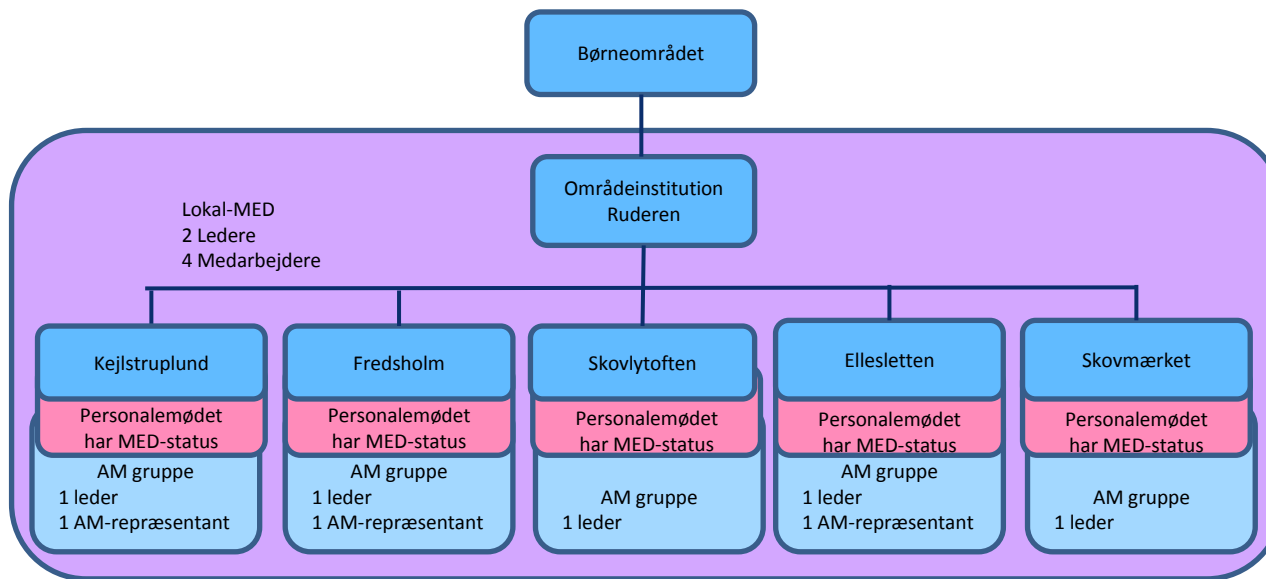 Børneområdet
Områdeinstitution
Ruderen
Lokal-MED
2 Ledere
4 Medarbejdere
Kejlstruplund
Personalemødet
har MED-status
AM gruppe
1 leder
1 AM-repræsentant
Fredsholm
Personalemødet
har MED-status
AM gruppe
1 leder
1 AM-repræsentant
Skovlytoften
Personalemødet
har MED-status
AM gruppe
1 leder
Ellesletten
Personalemødet
har MED-status
AM gruppe
1 leder
1 AM-repræsentant
Skovmærket
Personalemødet
har MED-status
AM gruppe
1 leder